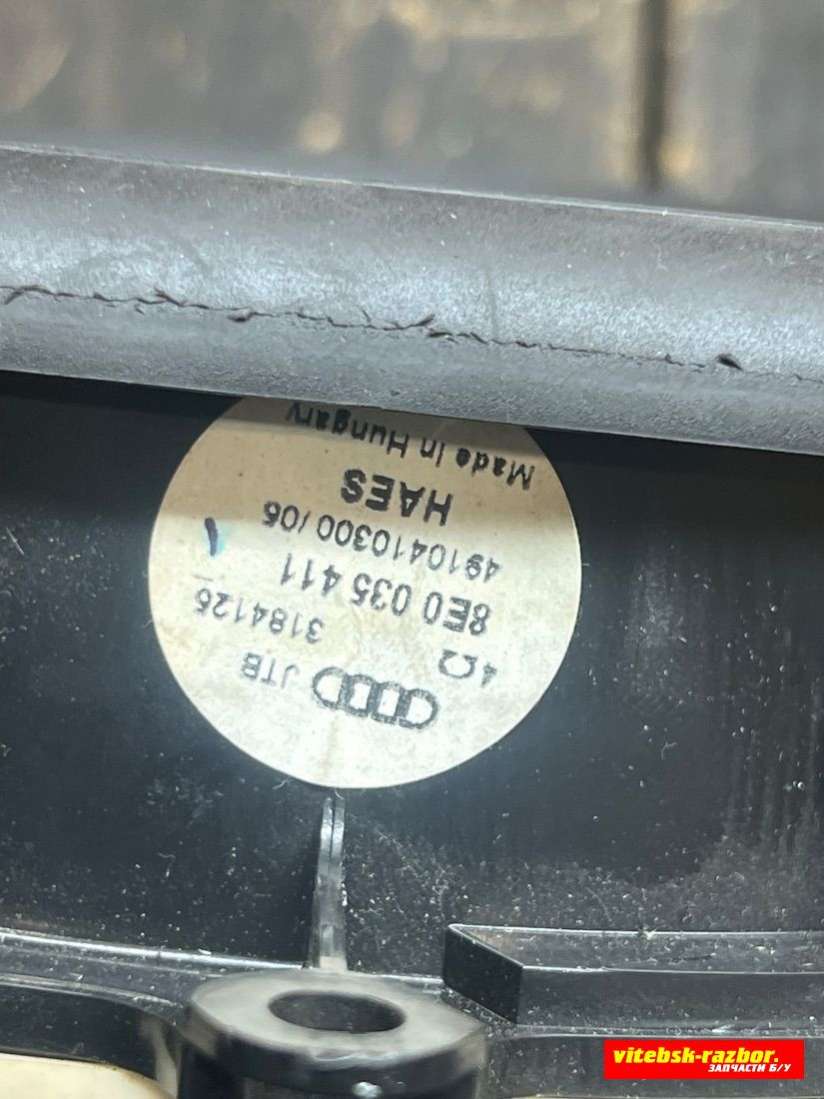 JTB
4Ω 3184125
8E0 035 411
4910410300/06
HAES
Made in Hungary
vitebsk-razbor.
ЗАПЧАСТИ Б/У